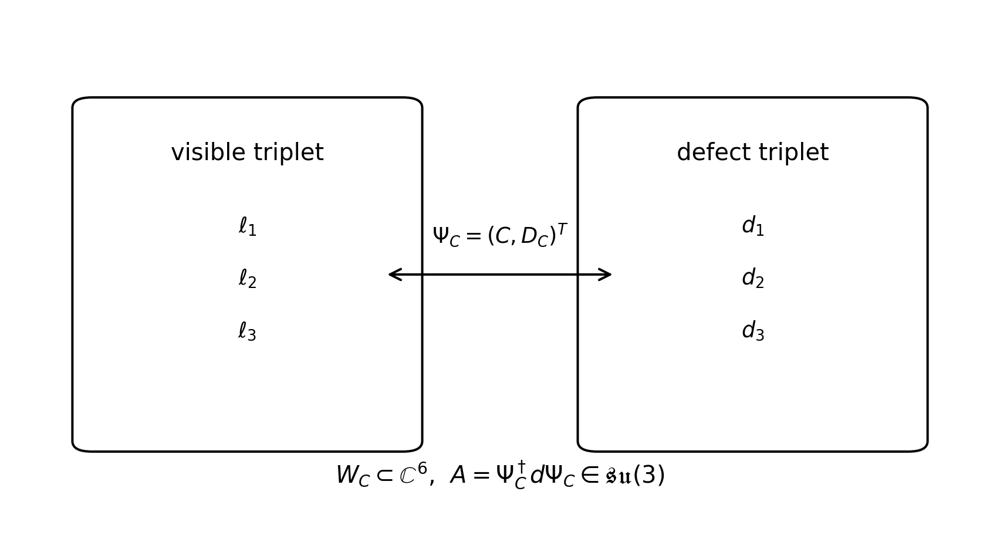 visible triplet
ℓ₁
ℓ₂
ℓ₃
Ψ_C = (C, D_C)^T
defect triplet
d₁
d₂
d₃
W_C ⊂ ℂ⁶, A = Ψ_C^† dΨ_C ∈ 𝔰𝔲(3)